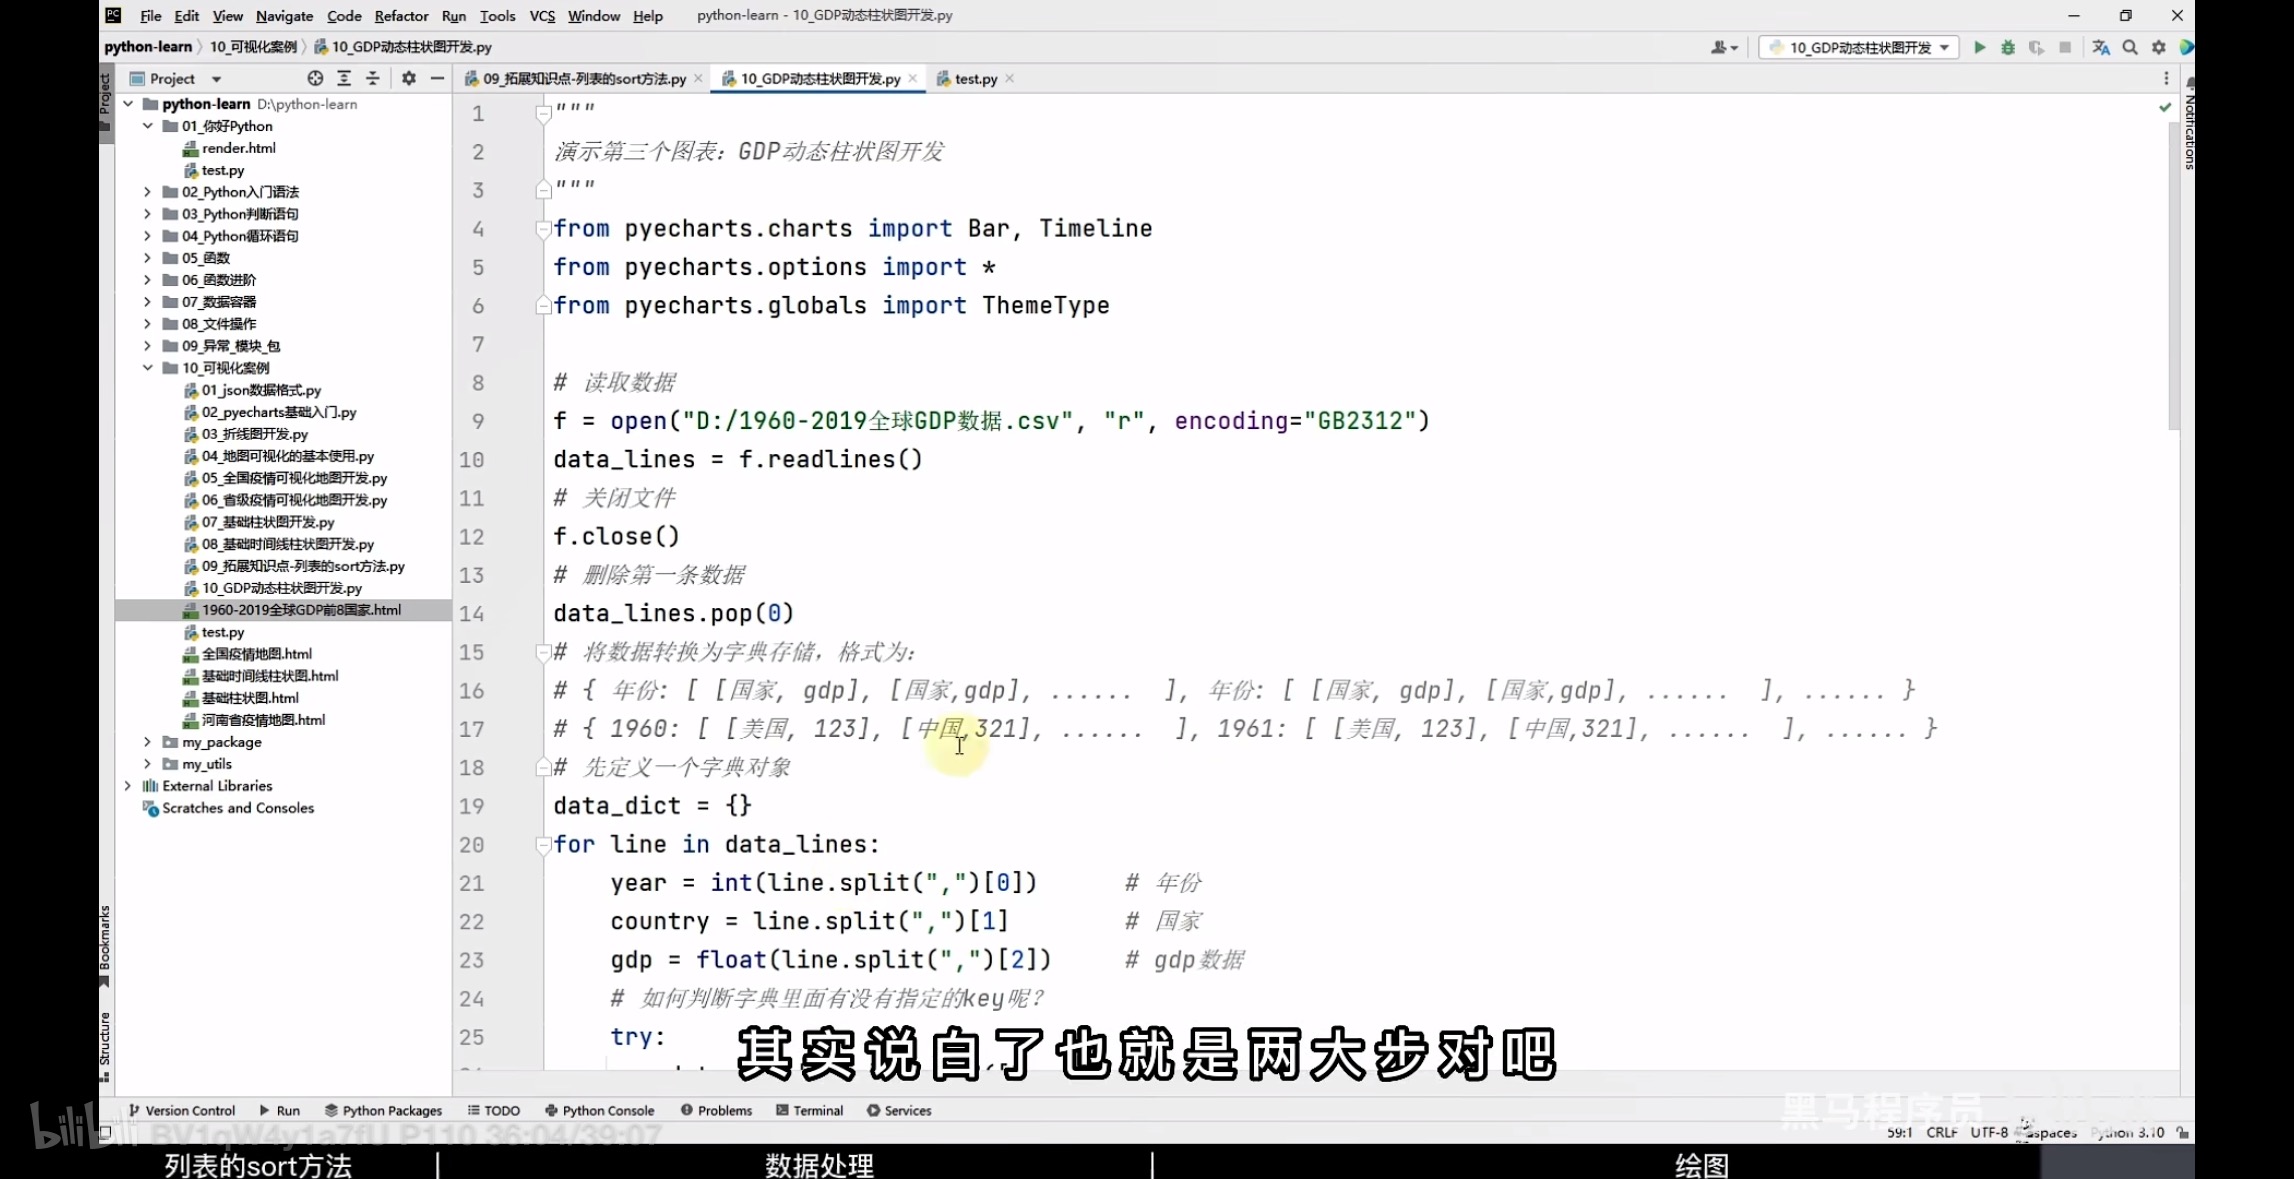 File Edit View Navigate Code Refactor Run Tools VCS Window Help python-learn - 10_GDP动态柱状图开发.py
python-learn 10_可视化案例 10_GDP动态柱状图开发.py
10_GDP动态柱状图开发
Project
09_拓展知识点-列表的sort方法.py
10_GDP动态柱状图开发.py
test.py
Project
Notifications
python-learn D:\python-learn
01_你好Python
render.html
test.py
02_Python入门语法
03_Python判断语句
04_Python循环语句
05_函数
06_函数进阶
07_数据容器
08_文件操作
09_异常_模块_包
10_可视化案例
01_json数据格式.py
02_pyecharts基础入门.py
03_折线图开发.py
04_地图可视化的基本使用.py
05_全国疫情可视化地图开发.py
06_省级疫情可视化地图开发.py
07_基础柱状图开发.py
08_基础时间线柱状图开发.py
09_拓展知识点-列表的sort方法.py
10_GDP动态柱状图开发.py
1960-2019全球GDP前8国家.html
test.py
全国疫情地图.html
基础时间线柱状图.html
基础柱状图.html
河南省疫情地图.html
my_package
my_utils
External Libraries
Scratches and Consoles
Bookmarks
Structure
1 """
2 演示第三个图表：GDP动态柱状图开发
3 """
4 from pyecharts.charts import Bar, Timeline
5 from pyecharts.options import *
6 from pyecharts.globals import ThemeType
7
8 # 读取数据
9 f = open("D:/1960-2019全球GDP数据.csv", "r", encoding="GB2312")
10 data_lines = f.readlines()
11 # 关闭文件
12 f.close()
13 # 删除第一条数据
14 data_lines.pop(0)
15 # 将数据转换为字典存储，格式为：
16 # { 年份: [ [国家, gdp], [国家,gdp], ...... ], 年份: [ [国家, gdp], [国家,gdp], ...... ], ...... }
17 # { 1960: [ [美国, 123], [中国,321], ...... ], 1961: [ [美国, 123], [中国,321], ...... ], ...... }
18 # 先定义一个字典对象
19 data_dict = {}
20 for line in data_lines:
21 year = int(line.split(",")[0]) # 年份
22 country = line.split(",")[1] # 国家
23 gdp = float(line.split(",")[2]) # gdp数据
24 # 如何判断字典里面有没有指定的key呢？
25 try:
其实说白了也就是两大步对吧
Version Control Run Python Packages TODO Python Console Problems Terminal Services
黑马程序员
bilibili BV1qW4y1a7fU P110 36:04/39:07
59:1 CRLF UTF-8 Python 3.10
列表的sort方法 | 数据处理 | 绘图